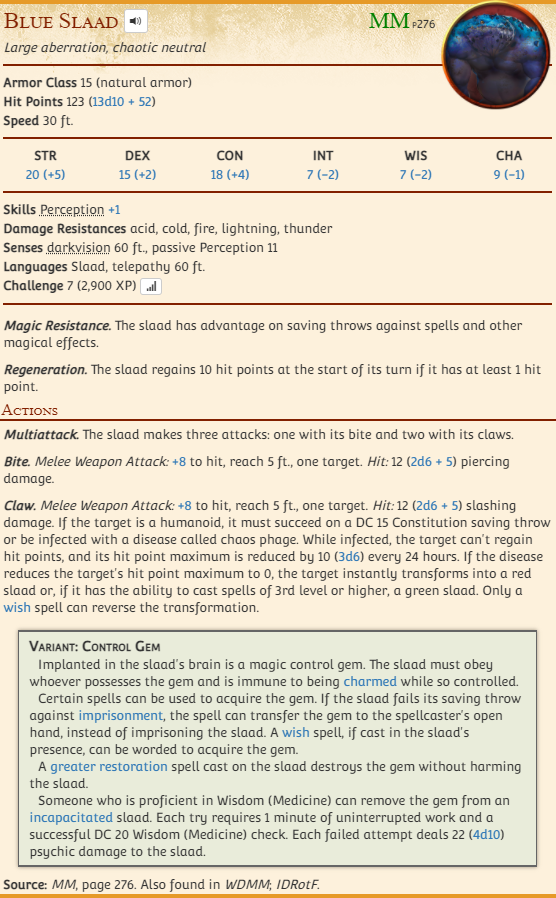 Blue Slaad MM P276
Large aberration, chaotic neutral
Armor Class 15 (natural armor)
Hit Points 123 (13d10 + 52)
Speed 30 ft.
STR DEX CON INT WIS CHA
20 (+5) 15 (+2) 18 (+4) 7 (−2) 7 (−2) 9 (−1)
Skills Perception +1
Damage Resistances acid, cold, fire, lightning, thunder
Senses darkvision 60 ft., passive Perception 11
Languages Slaad, telepathy 60 ft.
Challenge 7 (2,900 XP)
Magic Resistance. The slaad has advantage on saving throws against spells and other
magical effects.
Regeneration. The slaad regains 10 hit points at the start of its turn if it has at least 1 hit
point.
Actions
Multiattack. The slaad makes three attacks: one with its bite and two with its claws.
Bite. Melee Weapon Attack: +8 to hit, reach 5 ft., one target. Hit: 12 (2d6 + 5) piercing
damage.
Claw. Melee Weapon Attack: +8 to hit, reach 5 ft., one target. Hit: 12 (2d6 + 5) slashing
damage. If the target is a humanoid, it must succeed on a DC 15 Constitution saving throw
or be infected with a disease called chaos phage. While infected, the target can't regain
hit points, and its hit point maximum is reduced by 10 (3d6) every 24 hours. If the disease
reduces the target's hit point maximum to 0, the target instantly transforms into a red
slaad or, if it has the ability to cast spells of 3rd level or higher, a green slaad. Only a
wish spell can reverse the transformation.
Variant: Control Gem
Implanted in the slaad's brain is a magic control gem. The slaad must obey
whoever possesses the gem and is immune to being charmed while so controlled.
Certain spells can be used to acquire the gem. If the slaad fails its saving throw
against imprisonment, the spell can transfer the gem to the spellcaster's open
hand, instead of imprisoning the slaad. A wish spell, if cast in the slaad's
presence, can be worded to acquire the gem.
A greater restoration spell cast on the slaad destroys the gem without harming
the slaad.
Someone who is proficient in Wisdom (Medicine) can remove the gem from an
incapacitated slaad. Each try requires 1 minute of uninterrupted work and a
successful DC 20 Wisdom (Medicine) check. Each failed attempt deals 22 (4d10)
psychic damage to the slaad.
Source: MM, page 276. Also found in WDMM; IDRotF.